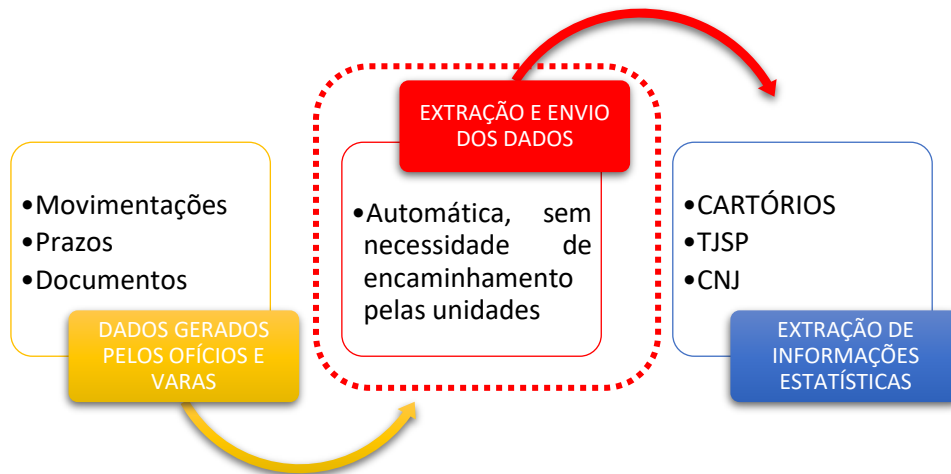 •Movimentações
•Prazos
•Documentos
DADOS GERADOS
PELOS OFÍCIOS E
VARAS
EXTRAÇÃO E ENVIO
DOS DADOS
•Automática, sem
necessidade de
encaminhamento
pelas unidades
•CARTÓRIOS
•TJSP
•CNJ
EXTRAÇÃO DE
INFORMAÇÕES
ESTATÍSTICAS